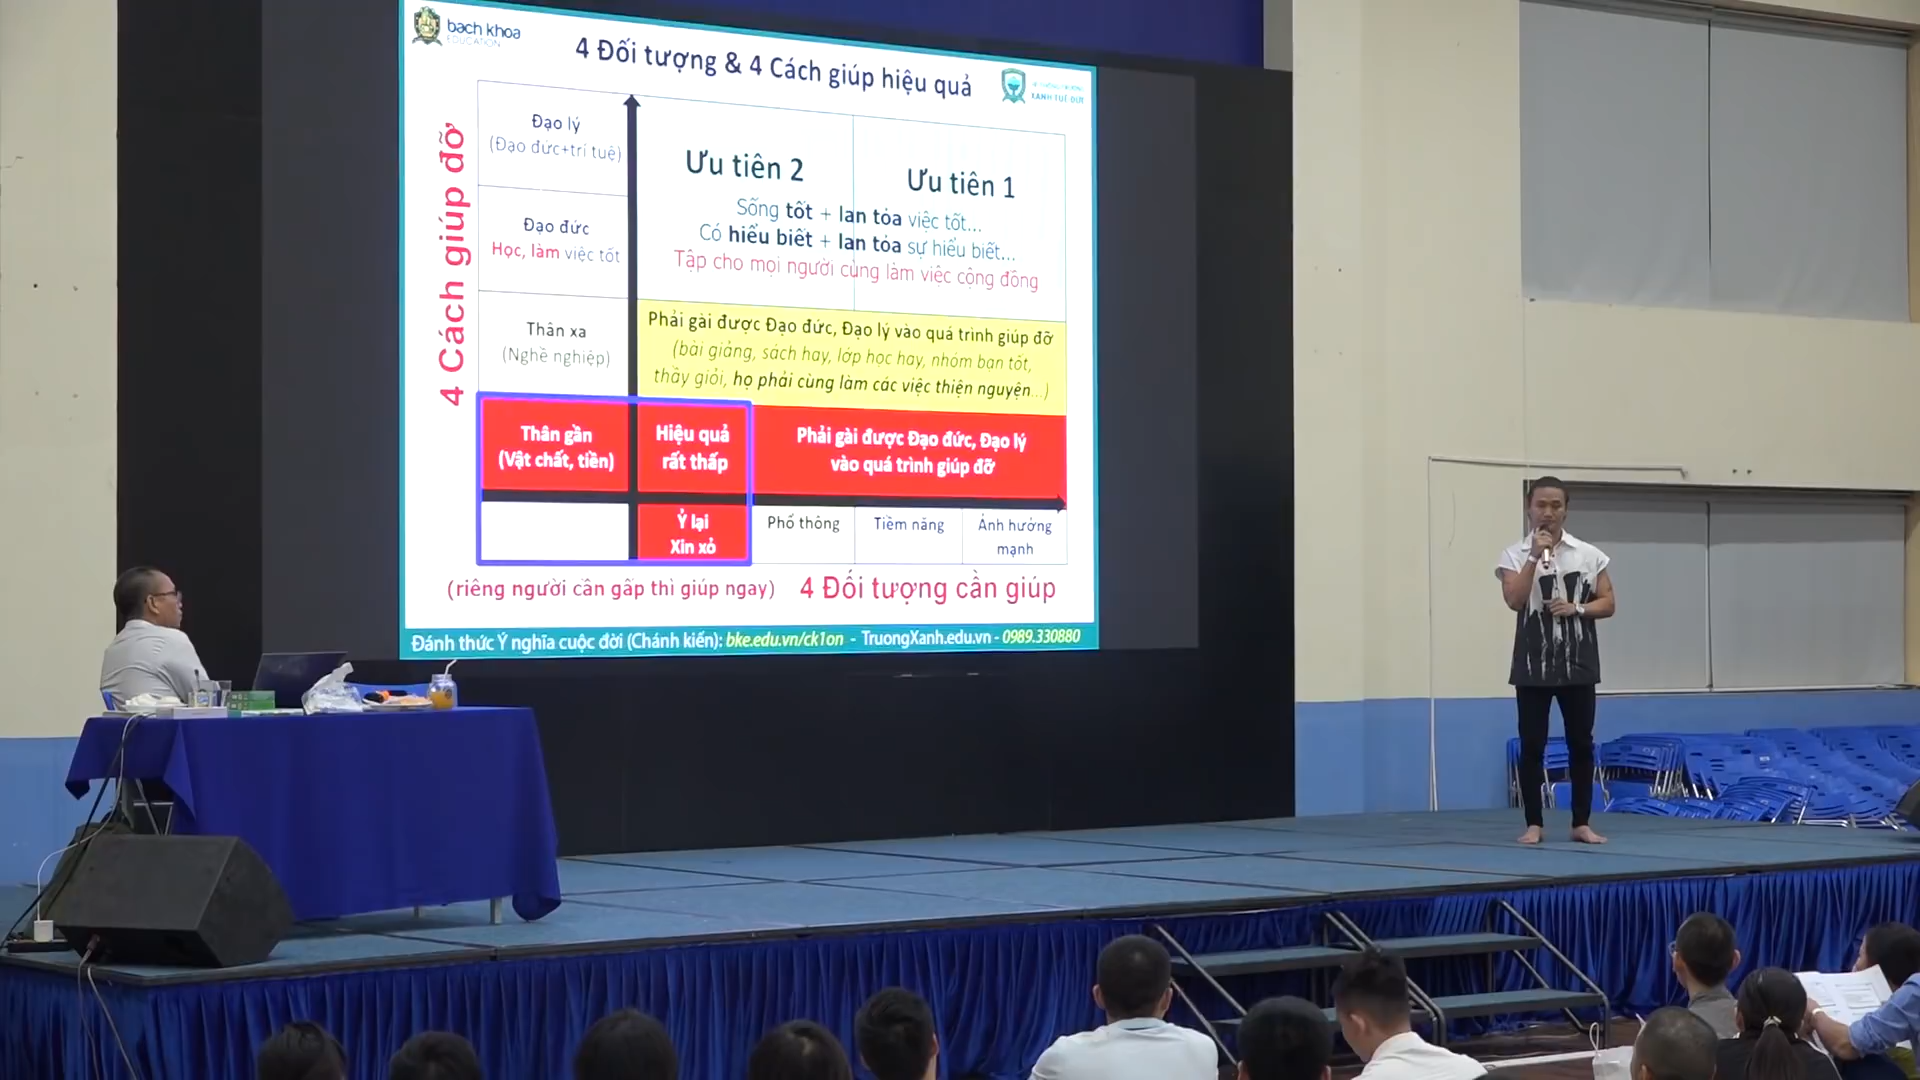 bach khoa
EDUCATION
4 Đối tượng & 4 Cách giúp hiệu quả
XANH TUỆ ĐỨC
4 Cách giúp đỡ
Đạo lý
(Đạo đức+trí tuệ)
Ưu tiên 2
Ưu tiên 1
Đạo đức
Học, làm việc tốt
Sống tốt + lan tỏa việc tốt...
Có hiểu biết + lan tỏa sự hiểu biết...
Tập cho mọi người cùng làm việc cộng đồng
Thân xa
(Nghề nghiệp)
Phải gài được Đạo đức, Đạo lý vào quá trình giúp đỡ
(bài giảng, sách hay, lớp học hay, nhóm bạn tốt,
thầy giỏi, họ phải cùng làm các việc thiện nguyện...)
Thân gần
(Vật chất, tiền)
Hiệu quả
rất thấp
Phải gài được Đạo đức, Đạo lý
vào quá trình giúp đỡ
Ỷ lại
Xin xỏ
Phổ thông
Tiềm năng
Ảnh hưởng
mạnh
(riêng người cần gấp thì giúp ngay)
4 Đối tượng cần giúp
Đánh thức Ý nghĩa cuộc đời (Chánh kiến): bke.edu.vn/ck1on - TruongXanh.edu.vn - 0989.330880